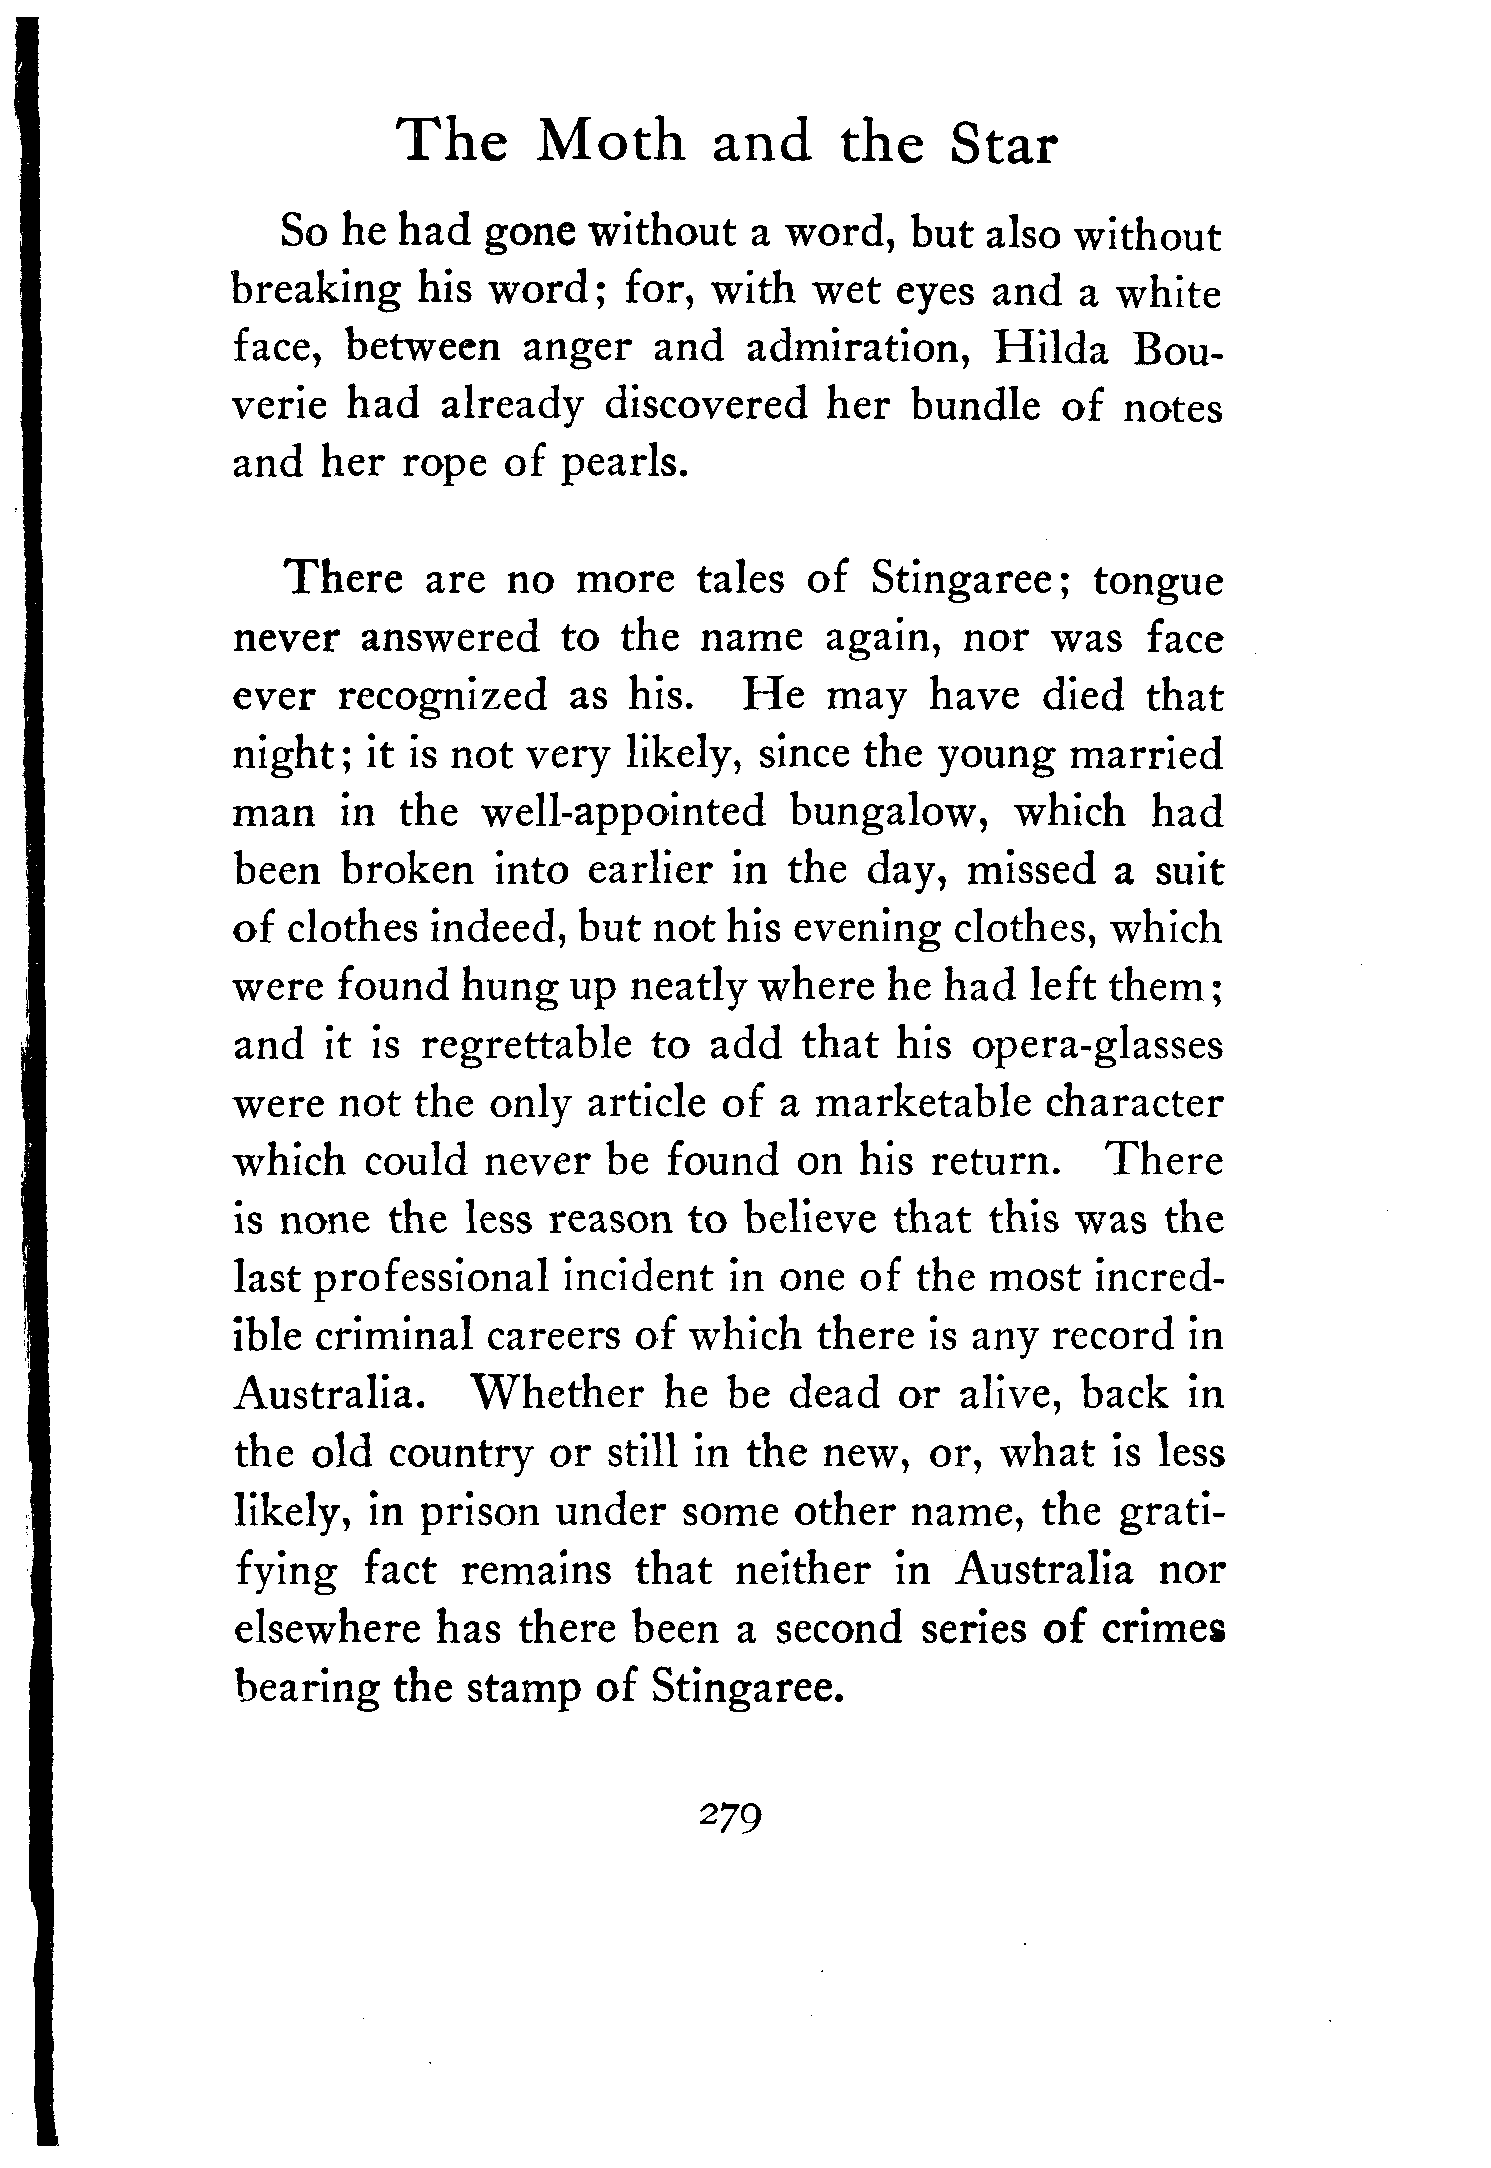 The Moth and the Star
So he had gone without a word, but also without
breaking his word; for, with wet eyes and a white
face, between anger and admiration, Hilda Bou-
verie had already discovered her bundle of notes
and her rope of pearls.
There are no more tales of Stingaree; tongue
never answered to the name again, nor was face
ever recognized as his. He may have died that
night; it is not very likely, since the young married
man in the well-appointed bungalow, which had
been broken into earlier in the day, missed a suit
of clothes indeed, but not his evening clothes, which
were found hung up neatly where he had left them;
and it is regrettable to add that his opera-glasses
were not the only article of a marketable character
which could never be found on his return. There
is none the less reason to believe that this was the
last professional incident in one of the most incred-
ible criminal careers of which there is any record in
Australia. Whether he be dead or alive, back in
the old country or still in the new, or, what is less
likely, in prison under some other name, the grati-
fying fact remains that neither in Australia nor
elsewhere has there been a second series of crimes
bearing the stamp of Stingaree.
279